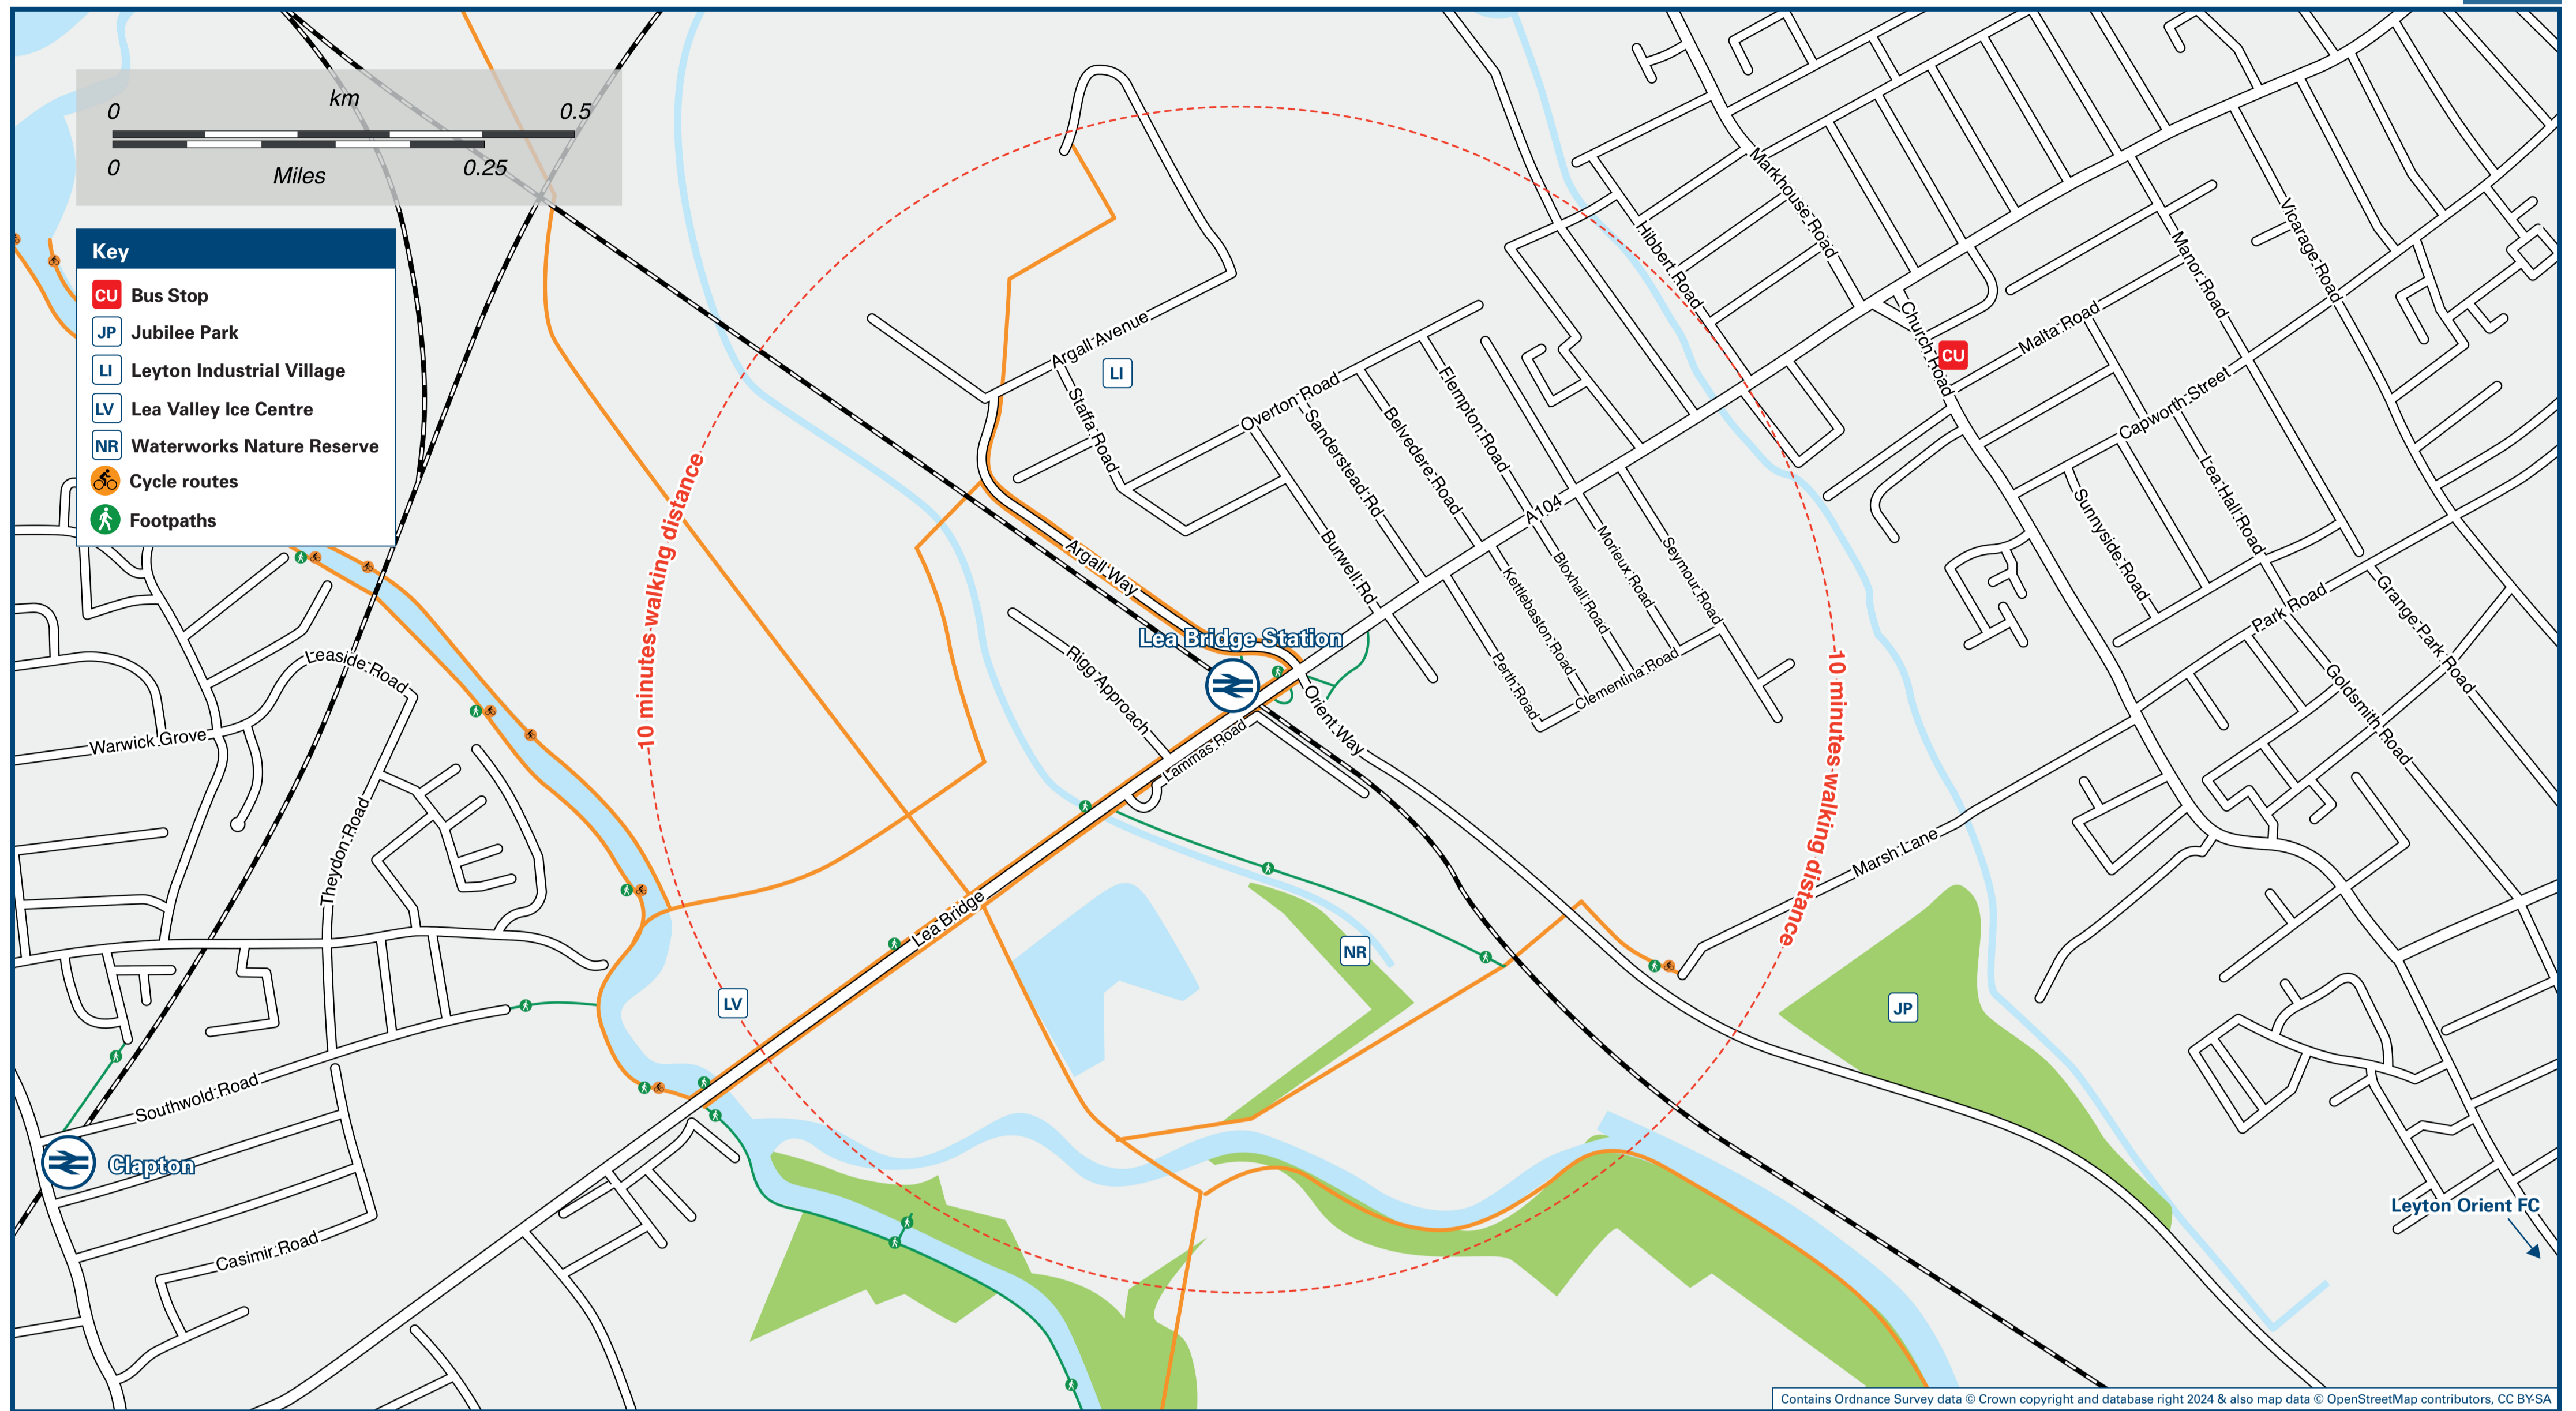 km
0 0.5
0 0.25
Miles
Key
CU Bus Stop
JP Jubilee Park
LI Leyton Industrial Village
LV Lea Valley Ice Centre
NR Waterworks Nature Reserve
Cycle routes
Footpaths
Markhouse Road
Hibbert Road
Vicarage Road
Manor Road
Church Road
CU
Malta Road
Argall Avenue
LI
Staffa Road
Overton Road
Flempton Road
Belvedere Road
Sanderstead Rd
Capworth Street
Lea Hall Road
Sunnyside Road
10 minutes walking distance
A104
Burwell Rd
Argall Way
Morieux Road
Seymour Road
Bloxhall Road
Kettlebaston Road
Perth Road
Clementina Road
Park Road
Grange Park Road
Goldsmith Road
Lea Bridge Station
Rigg Approach
Orient Way
Lammas Road
10 minutes walking distance
Leaside Road
Warwick Grove
Theydon Road
Marsh Lane
Lea Bridge
NR
LV
JP
Southwold Road
Clapton
Casimir Road
Leyton Orient FC
Contains Ordnance Survey data © Crown copyright and database right 2024 & also map data © OpenStreetMap contributors, CC BY-SA